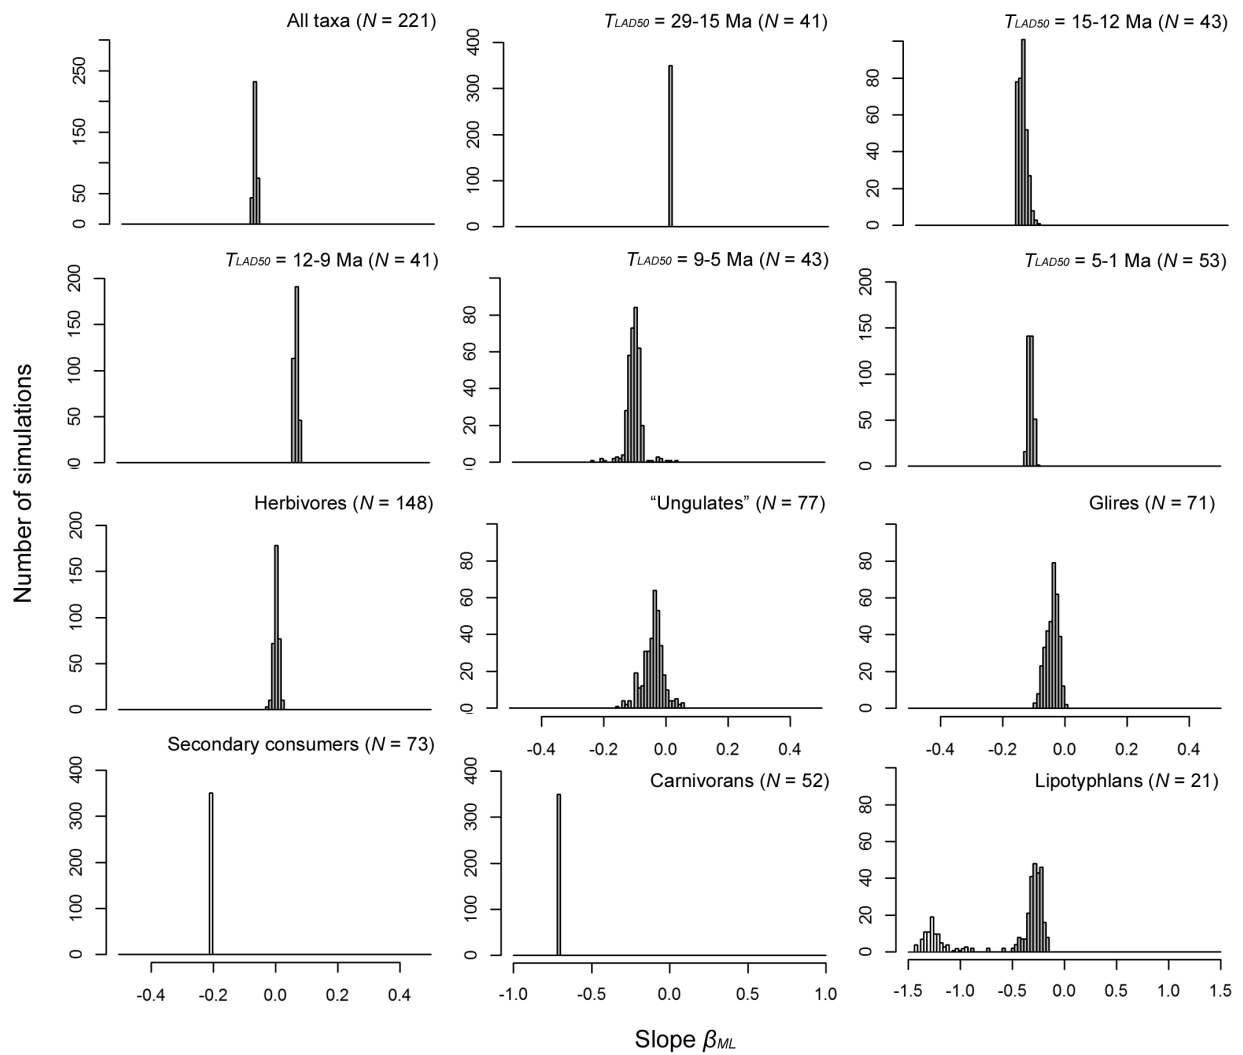 All taxa (N = 221)
TLAD50 = 29-15 Ma (N = 41)
TLAD50 = 15-12 Ma (N = 43)
0 50 150 250
0 100 200 300 400
0 20 40 60 80
TLAD50 = 12-9 Ma (N = 41)
TLAD50 = 9-5 Ma (N = 43)
TLAD50 = 5-1 Ma (N = 53)
0 50 100 150 200
0 20 40 60 80
0 50 100 150 200
Number of simulations
Herbivores (N = 148)
“Ungulates” (N = 77)
Glires (N = 71)
0 50 100 150 200
0 20 40 60 80
0 20 40 60 80
-0.4 -0.2 0.0 0.2 0.4
-0.4 -0.2 0.0 0.2 0.4
Secondary consumers (N = 73)
Carnivorans (N = 52)
Lipotyphlans (N = 21)
0 100 200 300 400
0 100 200 300 400
0 20 40 60 80
-0.4 -0.2 0.0 0.2 0.4
-1.0 -0.5 0.0 0.5 1.0
-1.5 -1.0 -0.5 0.0 0.5 1.0 1.5
Slope βML